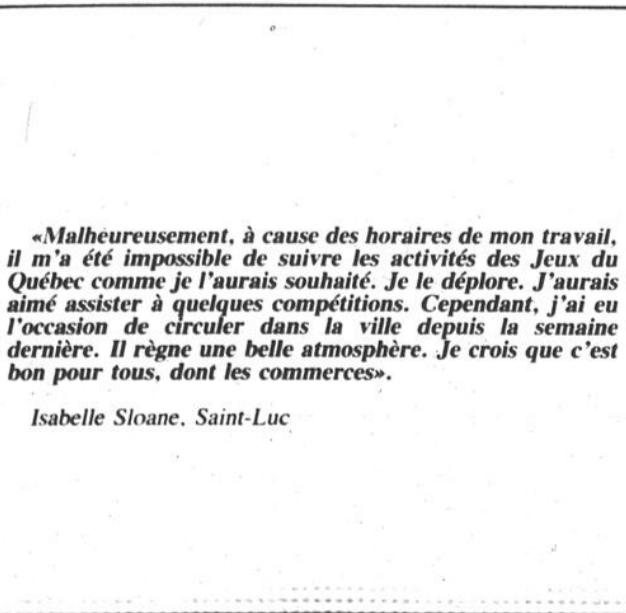 «Malheureusement, à cause des horaires de mon travail,
il m'a été impossible de suivre les activités des Jeux du
Québec comme je l'aurais souhaité. Je le déplore. J'aurais
aimé assister à quelques compétitions. Cependant, j'ai eu
l'occasion de circuler dans la ville depuis la semaine
dernière. Il règne une belle atmosphère. Je crois que c'est
bon pour tous, dont les commerces».
Isabelle Sloane, Saint-Luc